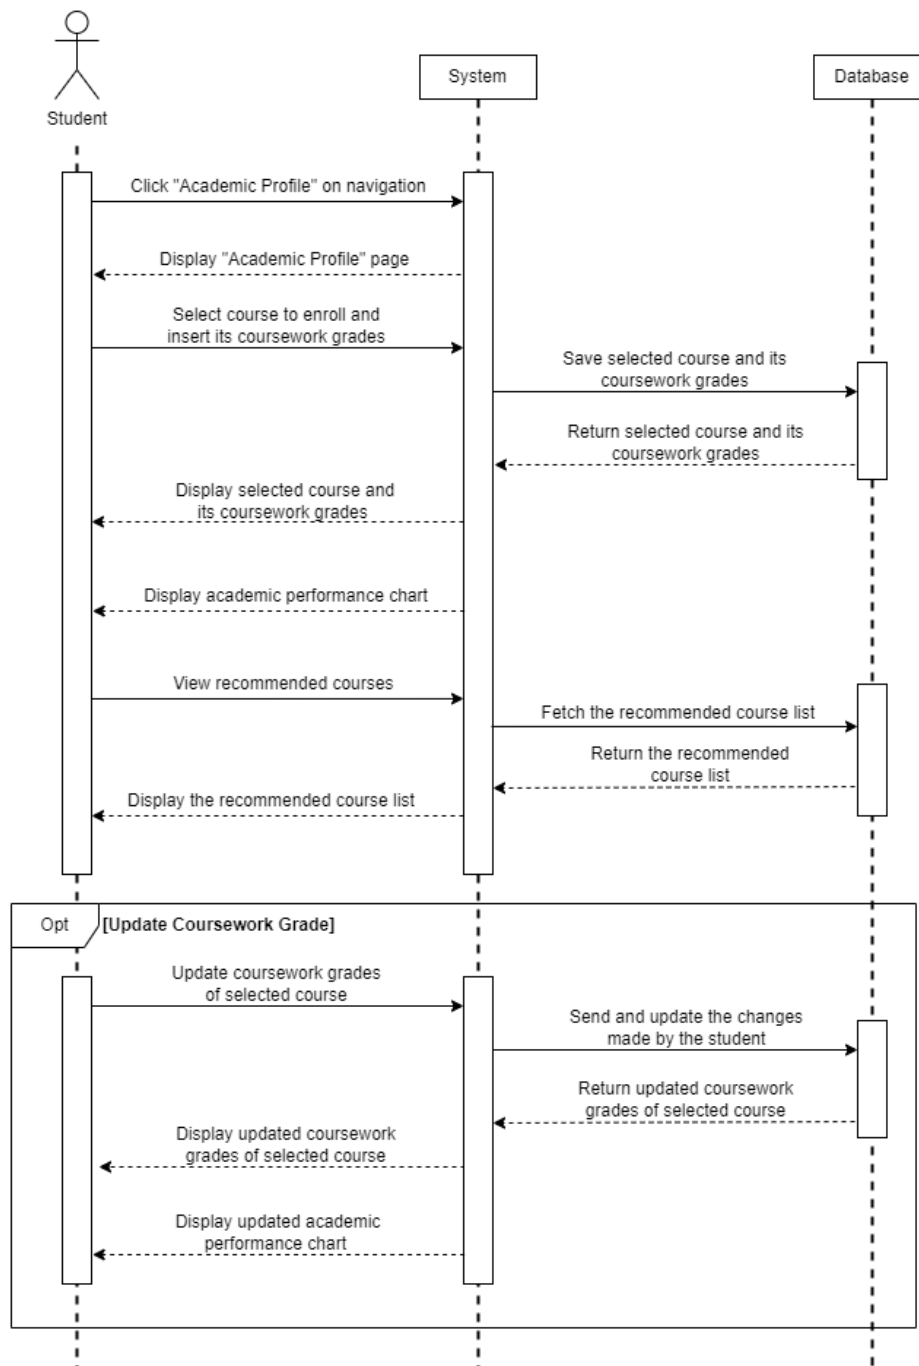 Student
System
Database
Click "Academic Profile" on navigation
Display "Academic Profile" page
Select course to enroll and
insert its coursework grades
Save selected course and its
coursework grades
Return selected course and its
coursework grades
Display selected course and
its coursework grades
Display academic performance chart
View recommended courses
Fetch the recommended course list
Return the recommended
course list
Display the recommended course list
Opt
[Update Coursework Grade]
Update coursework grades
of selected course
Send and update the changes
made by the student
Return updated coursework
grades of selected course
Display updated coursework
grades of selected course
Display updated academic
performance chart